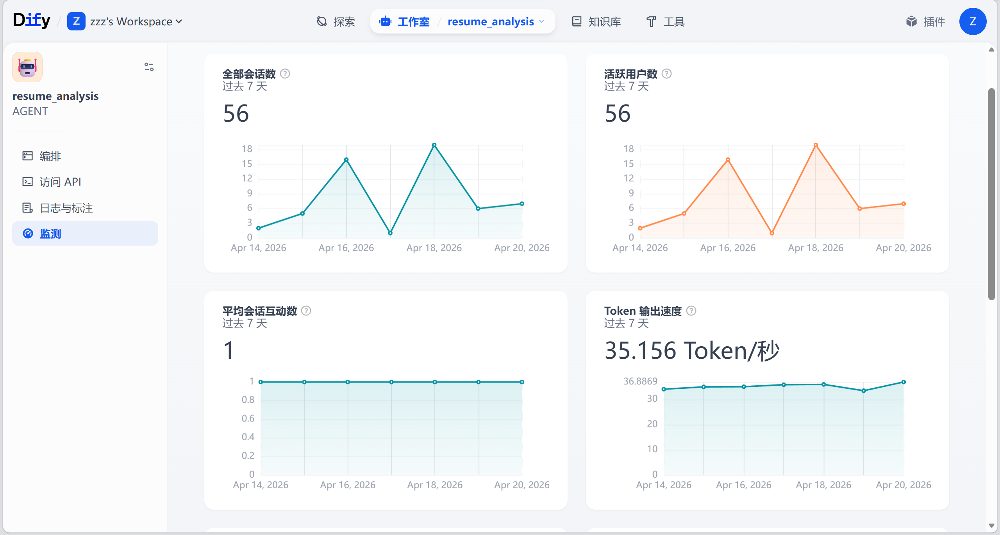 Dify / Z zzz's Workspace
探索
工作室 / resume_analysis
知识库
工具
插件
Z
resume_analysis
AGENT
编排
访问 API
日志与标注
监测
全部会话数
过去 7 天
56
18
15
12
9
6
3
0
Apr 14, 2026 Apr 16, 2026 Apr 18, 2026 Apr 20, 2026
活跃用户数
过去 7 天
56
18
15
12
9
6
3
0
Apr 14, 2026 Apr 16, 2026 Apr 18, 2026 Apr 20, 2026
平均会话互动数
过去 7 天
1
1
0.8
0.6
0.4
0.2
0
Apr 14, 2026 Apr 16, 2026 Apr 18, 2026 Apr 20, 2026
Token 输出速度
过去 7 天
35.156 Token/秒
36.8869
30
20
10
0
Apr 14, 2026 Apr 16, 2026 Apr 18, 2026 Apr 20, 2026